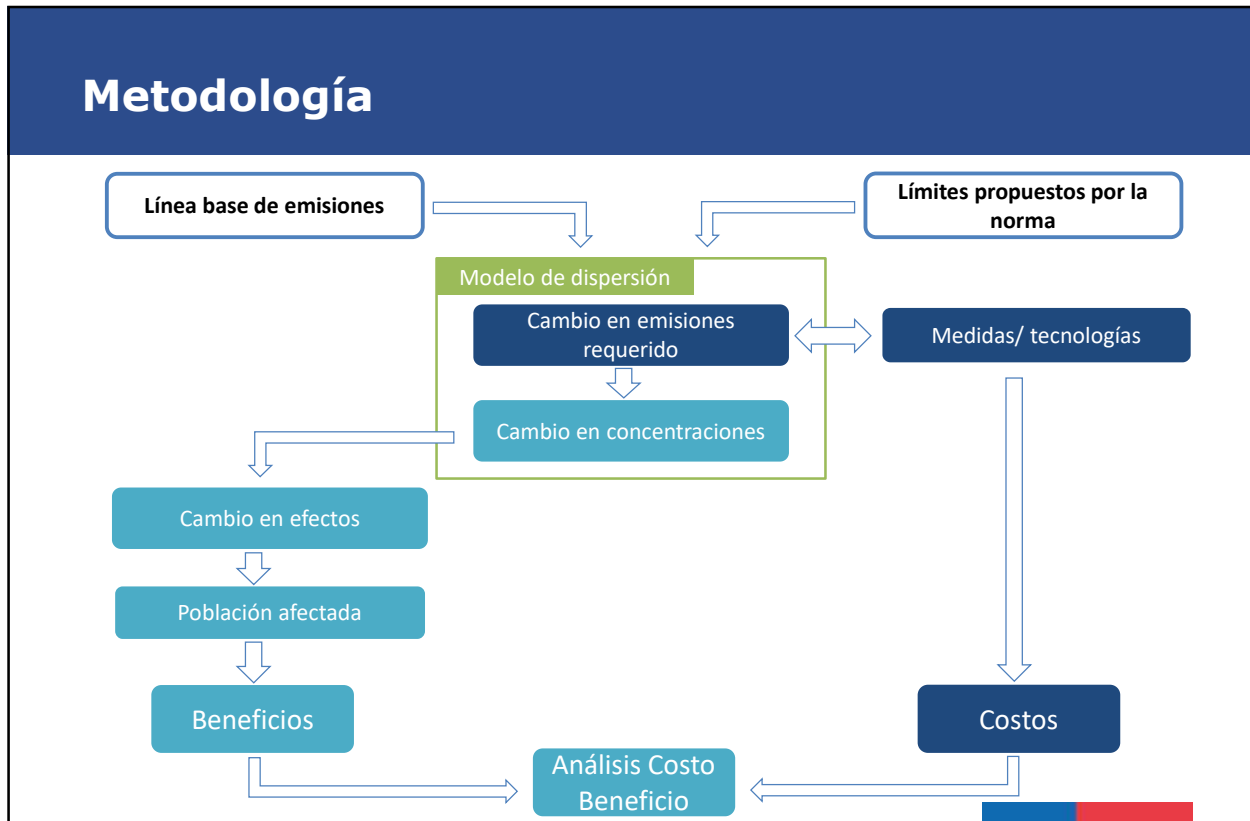 Metodología
Línea base de emisiones
Límites propuestos por la
norma
Modelo de dispersión
Cambio en emisiones
requerido
Medidas/ tecnologías
Cambio en concentraciones
Cambio en efectos
Población afectada
Beneficios
Costos
Análisis Costo
Beneficio